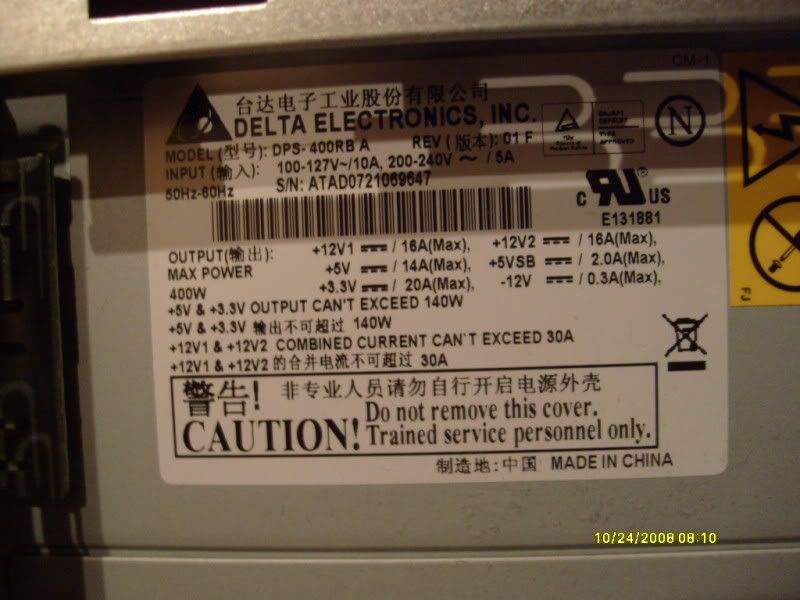 CM-1
台达电子工业股份有限公司
DELTA ELECTRONICS, INC.
MODEL (型号): DPS-400RB A REV (版本): 01 F
INPUT (输入): 100-127V~/10A, 200-240V ~ / 5A
50Hz-60Hz
S/N: ATAD0721069647
N
c RU US
E131881
OUTPUT(输出): +12V1 / 16A(Max), +12V2 / 16A(Max),
MAX POWER +5V / 14A(Max), +5VSB / 2.0A(Max),
400W +3.3V / 20A(Max), -12V / 0.3A(Max),
+5V & +3.3V OUTPUT CAN'T EXCEED 140W
+5V & +3.3V 输出不可超过 140W
+12V1 & +12V2 COMBINED CURRENT CAN'T EXCEED 30A
+12V1 & +12V2 的合并电流不可超过 30A
警告! 非专业人员请勿自行开启电源外壳
CAUTION! Do not remove this cover.
Trained service personnel only.
制造地:中国 MADE IN CHINA
FJ
10/24/2008 08:10